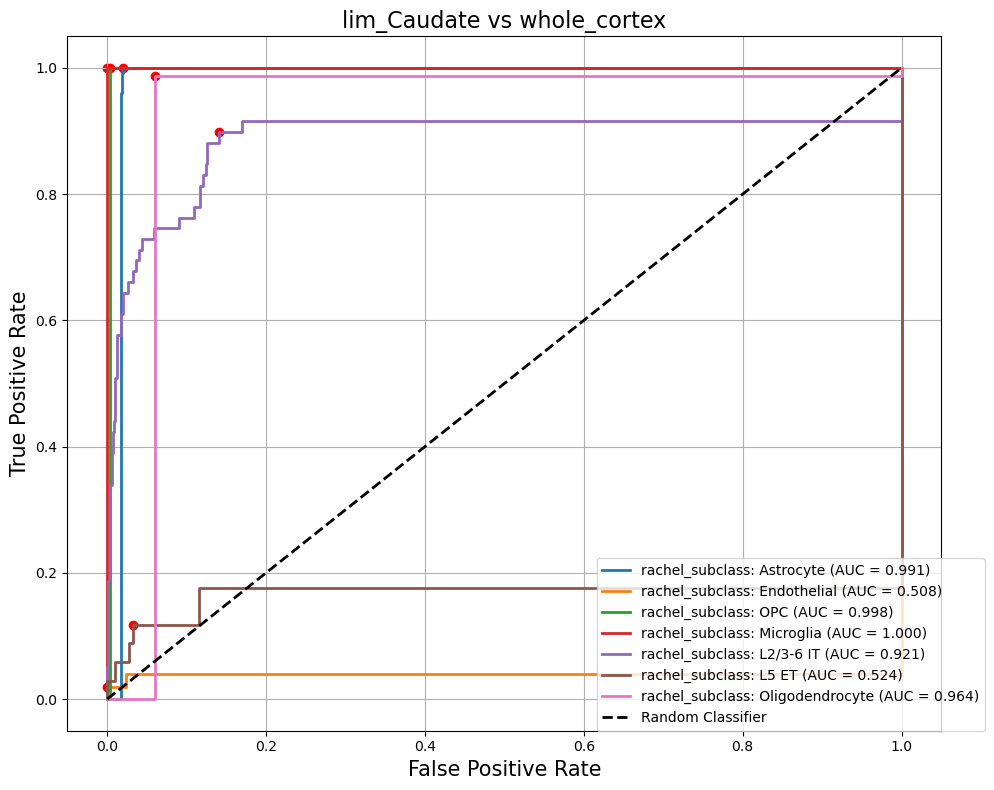 lim_Caudate vs whole_cortex
True Positive Rate
1.0
0.8
0.6
0.4
0.2
0.0
rachel_subclass: Astrocyte (AUC = 0.991)
rachel_subclass: Endothelial (AUC = 0.508)
rachel_subclass: OPC (AUC = 0.998)
rachel_subclass: Microglia (AUC = 1.000)
rachel_subclass: L2/3-6 IT (AUC = 0.921)
rachel_subclass: L5 ET (AUC = 0.524)
rachel_subclass: Oligodendrocyte (AUC = 0.964)
Random Classifier
0.0 0.2 0.4 0.6 0.8 1.0
False Positive Rate